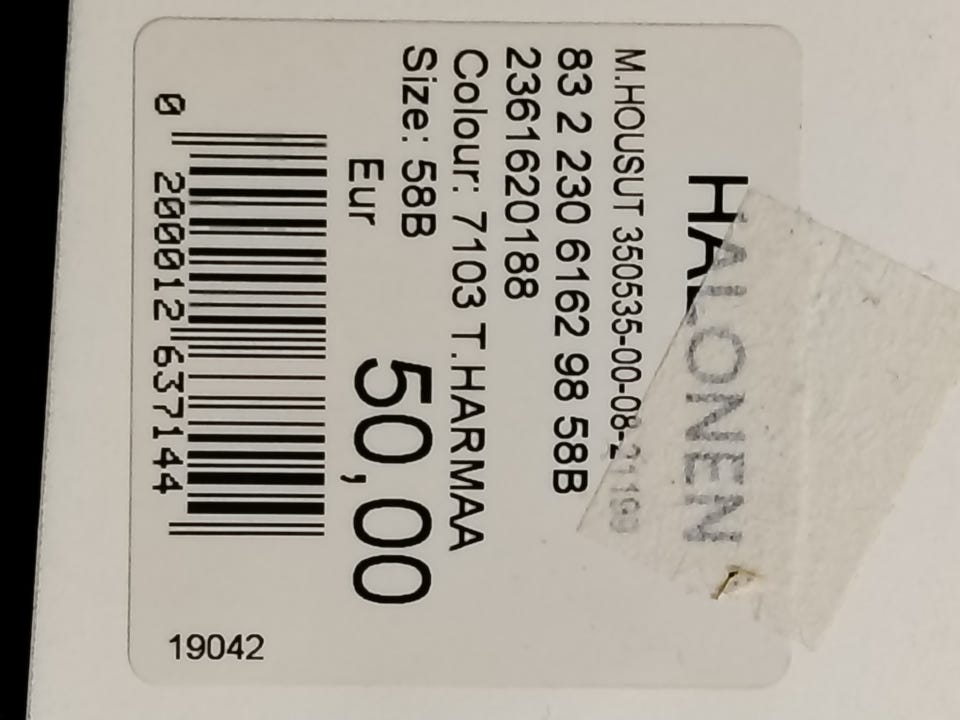 HALONEN
M.HOUSUT 350535-00-08-21199
83 2 230 6162 98 58B
2361620188
Colour: 7103 T.HARMAA
Size: 58B
Eur 50,00
0 200012 637144
19042